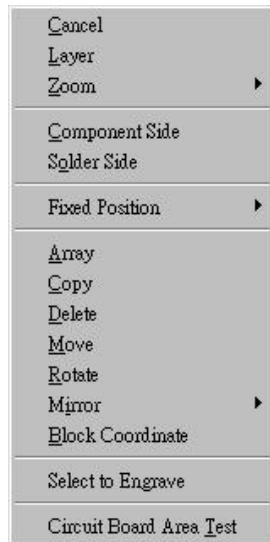 Cancel
Layer
Zoom
Component Side
Solder Side
Fixed Position
Array
Copy
Delete
Move
Rotate
Mirror
Block Coordinate
Select to Engrave
Circuit Board Area Test